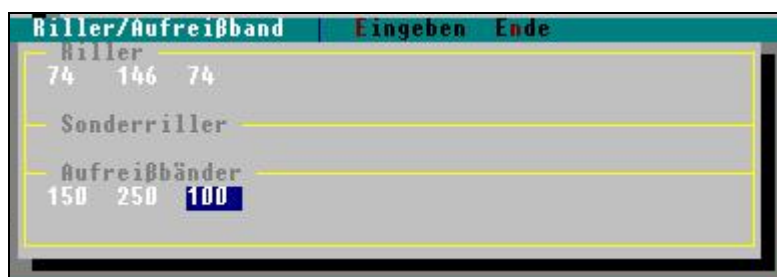 Riller/Aufreißband | Eingeben Ende
Riller
74 146 74
Sonderriller
Aufreißbänder
150 250 100